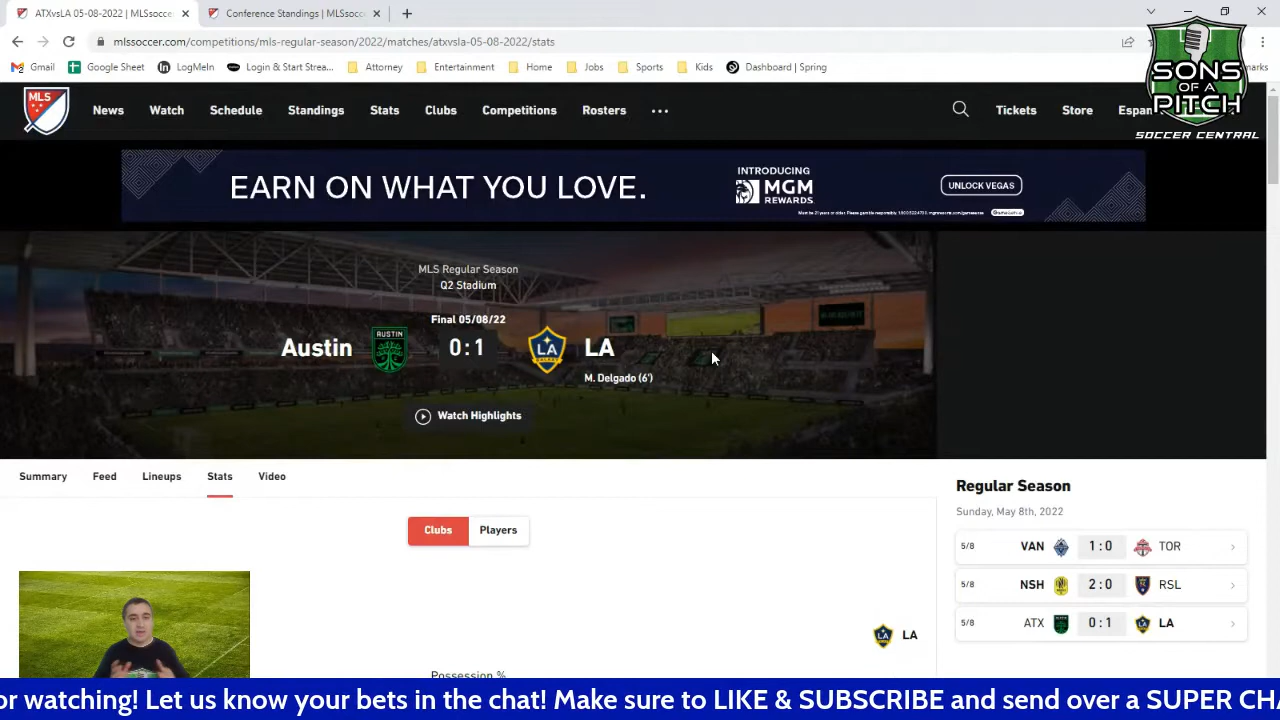 ATXvsLA 05-08-2022 | MLSsoccer
Conference Standings | MLSsocc
mlssoccer.com/competitions/mls-regular-season/2022/matches/atxvsla-05-08-2022/stats
Gmail
Google Sheet
LogMeIn
Login & Start Strea...
Attorney
Entertainment
Home
Jobs
Sports
Kids
Dashboard | Spring
SONS
OF A
PITCH
SOCCER CENTRAL
MLS
News
Watch
Schedule
Standings
Stats
Clubs
Competitions
Rosters
Tickets
Store
Espan
EARN ON WHAT YOU LOVE.
INTRODUCING
MGM
REWARDS
UNLOCK VEGAS
MLS Regular Season
Q2 Stadium
Final 05/08/22
Austin
AUSTIN
0 : 1
LA
LA
M. Delgado (6')
Watch Highlights
Summary
Feed
Lineups
Stats
Video
Clubs
Players
LA
Possession %
Regular Season
Sunday, May 8th, 2022
5/8 VAN 1 : 0 TOR
5/8 NSH 2 : 0 RSL
5/8 ATX 0 : 1 LA
or watching! Let us know your bets in the chat! Make sure to LIKE & SUBSCRIBE and send over a SUPER CHA